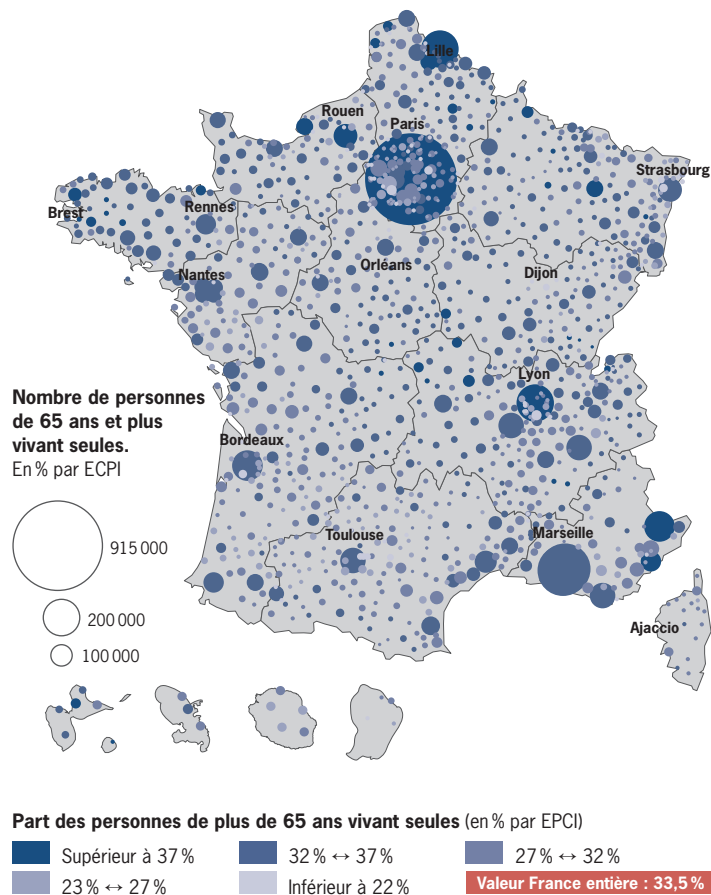 Lille
Rouen
Paris
Strasbourg
Brest
Rennes
Orléans
Dijon
Nantes
Lyon
Nombre de personnes
de 65 ans et plus
vivant seules.
En % par ECPI
Bordeaux
915 000
Toulouse
Marseille
200 000
100 000
Ajaccio
Part des personnes de plus de 65 ans vivant seules (en % par EPCI)
Supérieur à 37 % 32 % ↔ 37 % 27 % ↔ 32 %
23 % ↔ 27 % Inférieur à 22 % Valeur France entière : 33,5 %